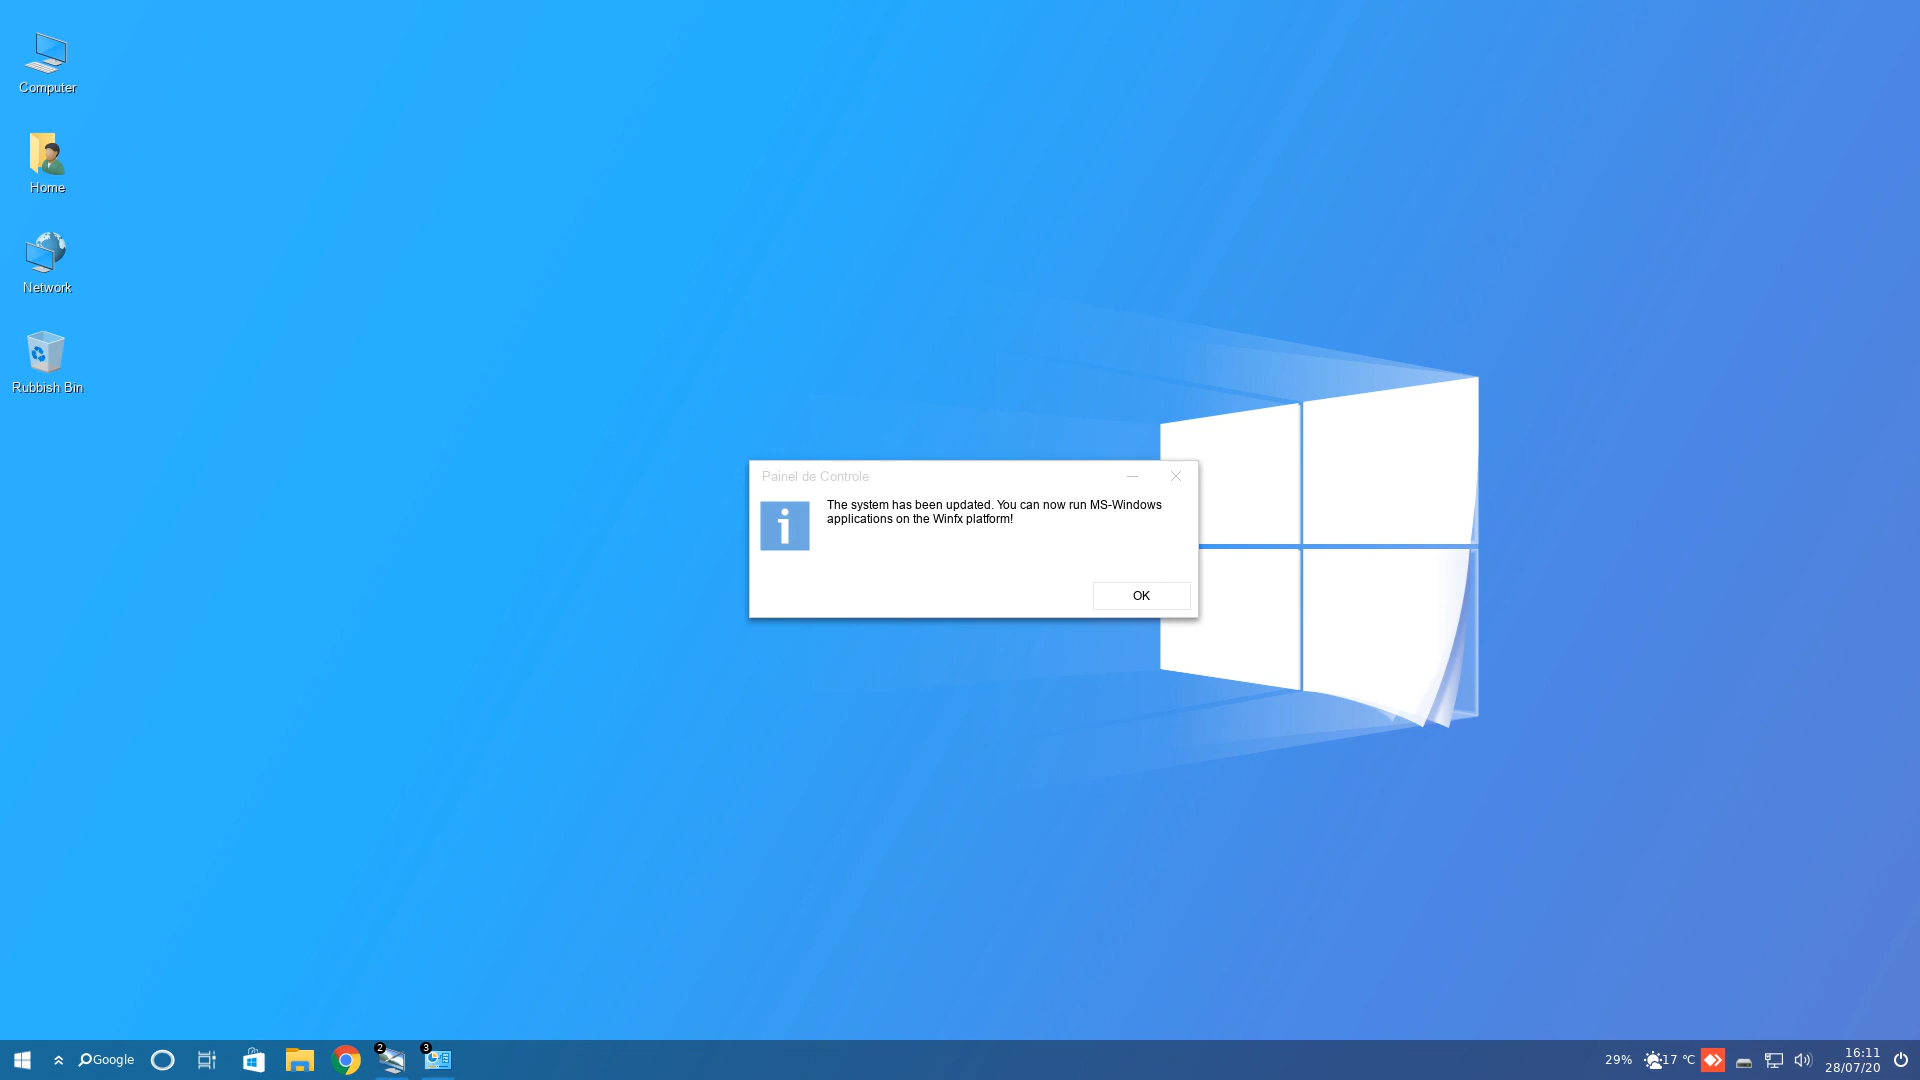 Computer
Home
Network
Rubbish Bin
Painel de Controle
The system has been updated. You can now run MS-Windows
applications on the Winfx platform!
OK
Google
2
3
29%
17 °C
16:11
28/07/20